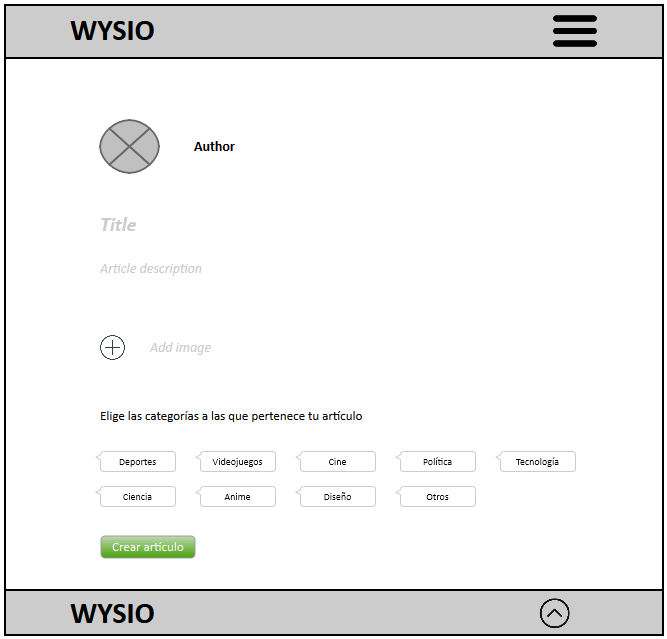 WYSIO
Author
Title
Article description
Add image
Elige las categorías a las que pertenece tu artículo
Deportes Videojuegos Cine Política Tecnología
Ciencia Anime Diseño Otros
Crear artículo
WYSIO